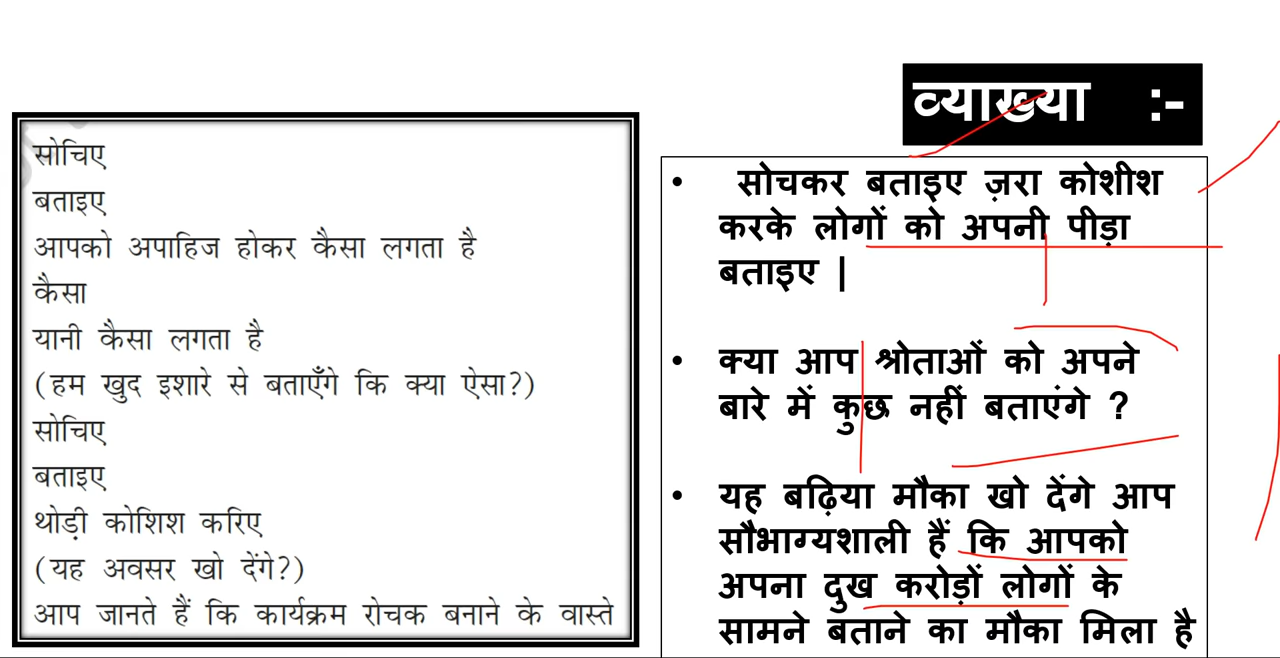 सोचिए
बताइए
आपको अपाहिज होकर कैसा लगता है
कैसा
यानी कैसा लगता है
(हम खुद इशारे से बताएँगे कि क्या ऐसा?)
सोचिए
बताइए
थोड़ी कोशिश करिए
(यह अवसर खो देंगे?)
आप जानते हैं कि कार्यक्रम रोचक बनाने के वास्ते
व्याख्या :-
• सोचकर बताइए ज़रा कोशीश
करके लोगों को अपनी पीड़ा
बताइए |
• क्या आप श्रोताओं को अपने
बारे में कुछ नहीं बताएंगे ?
• यह बढ़िया मौका खो देंगे आप
सौभाग्यशाली हैं कि आपको
अपना दुख करोड़ों लोगों के
सामने बताने का मौका मिला है